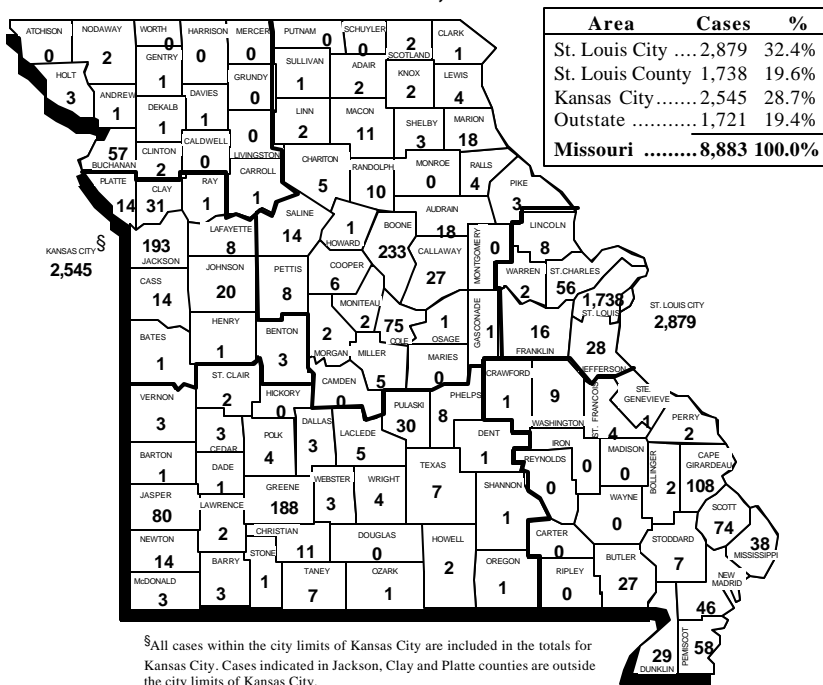 Area Cases %
St. Louis City .... 2,879 32.4%
St. Louis County 1,738 19.6%
Kansas City....... 2,545 28.7%
Outstate ........... 1,721 19.4%
Missouri ......... 8,883 100.0%
ATCHISON
0
NODAWAY
2
WORTH
0
HARRISON
0
MERCER
0
PUTNAM
0
SCHUYLER
0
2
SCOTLAND
CLARK
1
HOLT
3
ANDREW
1
GENTRY
1
DEKALB
1
DAVIES
1
GRUNDY
0
SULLIVAN
1
ADAIR
2
KNOX
2
LEWIS
4
57
BUCHANAN
CLINTON
2
CALDWELL
0
0
LIVINGSTON
LINN
2
MACON
11
SHELBY
3
MARION
18
PLATTE
14
CLAY
31
RAY
1
CARROLL
1
CHARITON
5
RANDOLPH
10
MONROE
0
RALLS
4
PIKE
3
KANSAS CITY §
2,545
193
JACKSON
LAFAYETTE
8
SALINE
14
1
HOWARD
BOONE
233
AUDRAIN
18
CALLAWAY
27
MONTGOMERY
0
LINCOLN
8
WARREN
2
ST.CHARLES
56
1,738
ST. LOUIS
ST. LOUIS CITY
2,879
CASS
14
JOHNSON
20
PETTIS
8
COOPER
6
MONITEAU
2
75
COLE
1
OSAGE
GASCONADE
1
16
FRANKLIN
28
JEFFERSON
BATES
1
HENRY
1
BENTON
3
2
MORGAN
MILLER
5
MARIES
0
CAMDEN
0
VERNON
3
ST. CLAIR
2
HICKORY
0
PULASKI
30
PHELPS
8
CRAWFORD
1
9
WASHINGTON
ST. FRANCOIS
4
STE.
GENEVIEVE
1
PERRY
2
BARTON
1
3
CEDAR
POLK
4
DALLAS
3
LACLEDE
5
DENT
1
IRON
0
MADISON
0
BOLLINGER
2
CAPE
GIRARDEAU
108
JASPER
80
DADE
1
GREENE
188
WEBSTER
3
WRIGHT
4
TEXAS
7
SHANNON
1
REYNOLDS
0
WAYNE
0
SCOTT
74
38
MISSISSIPPI
NEWTON
14
LAWRENCE
2
CHRISTIAN
11
DOUGLAS
0
HOWELL
2
CARTER
0
BUTLER
27
STODDARD
7
McDONALD
3
BARRY
3
STONE
1
TANEY
7
OZARK
1
OREGON
1
RIPLEY
0
NEW
MADRID
46
29
DUNKLIN
PEMISCOT
58
§All cases within the city limits of Kansas City are included in the totals for
Kansas City. Cases indicated in Jackson, Clay and Platte counties are outside
the city limits of Kansas City.